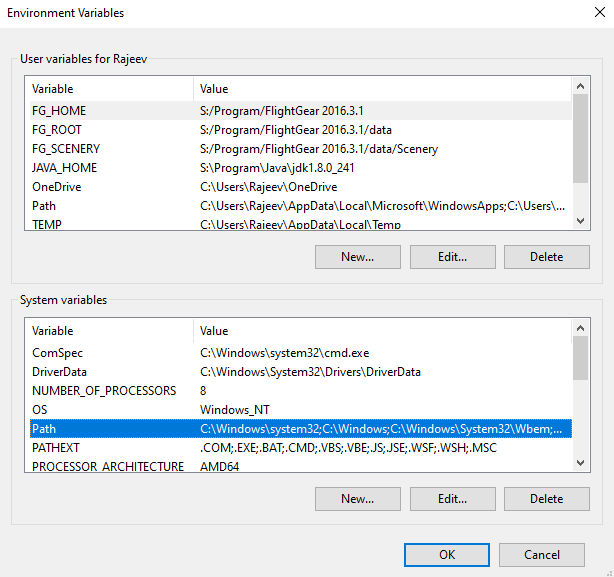 Environment Variables
User variables for Rajeev
Variable Value
FG_HOME S:/Program/FlightGear 2016.3.1
FG_ROOT S:/Program/FlightGear 2016.3.1/data
FG_SCENERY S:/Program/FlightGear 2016.3.1/data/Scenery
JAVA_HOME S:\Program\Java\jdk1.8.0_241
OneDrive C:\Users\Rajeev\OneDrive
Path C:\Users\Rajeev\AppData\Local\Microsoft\WindowsApps;C:\Users\...
TEMP C:\Users\Rajeev\AppData\Local\Temp
New... Edit... Delete
System variables
Variable Value
ComSpec C:\Windows\system32\cmd.exe
DriverData C:\Windows\System32\Drivers\DriverData
NUMBER_OF_PROCESSORS 8
OS Windows_NT
Path C:\Windows\system32;C:\Windows;C:\Windows\System32\Wbem;...
PATHEXT .COM;.EXE;.BAT;.CMD;.VBS;.VBE;.JS;.JSE;.WSF;.WSH;.MSC
PROCESSOR_ARCHITECTURE AMD64
New... Edit... Delete
OK Cancel